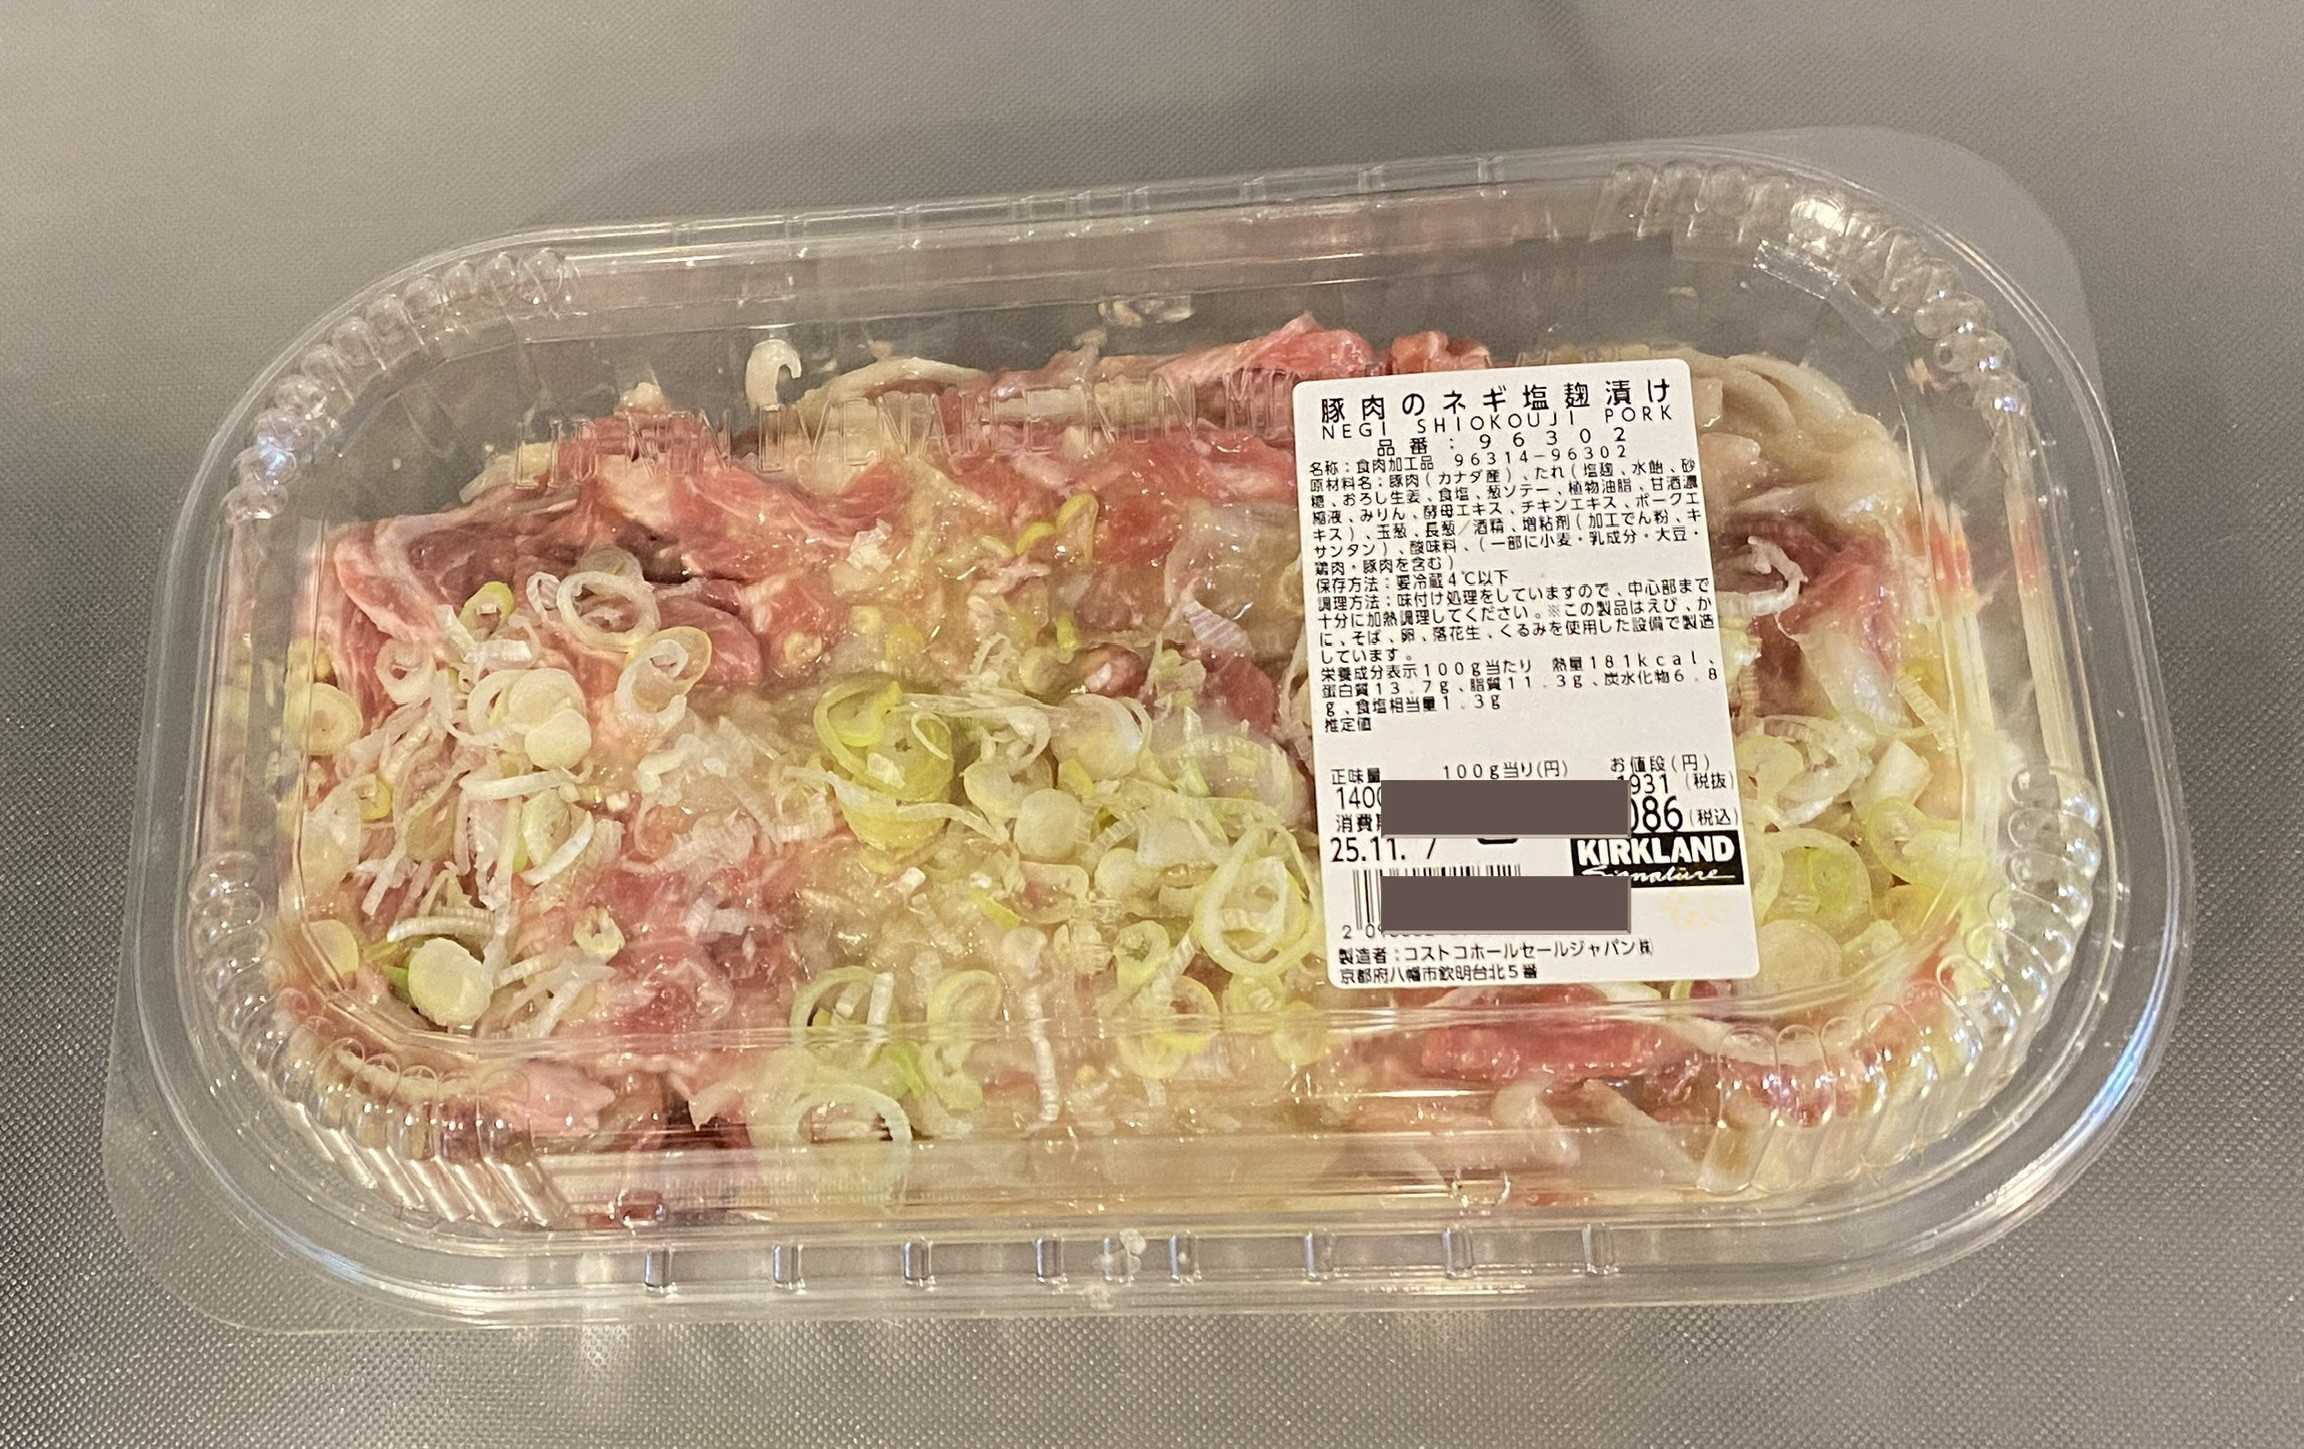 豚肉のネギ塩麹漬け
NEGI SHIOKOUJI PORK
品番:96302
名称:食肉加工品 96314-96302
原材料名:豚肉(カナダ産)、たれ(塩麹、水飴、砂
糖、おろし生姜、食塩、葱ソテー、植物油脂、甘酒濃
縮液、みりん、酵母エキス、チキンエキス、ポークエ
キス)、玉葱、長葱/酒精、増粘剤(加工でん粉、キ
サンタン)、酸味料、(一部に小麦・乳成分・大豆・
鶏肉・豚肉を含む)
保存方法:要冷蔵4℃以下
調理方法:味付け処理をしていますので、中心部まで
十分に加熱調理してください。※この製品はえび、か
に、そば、卵、落花生、くるみを使用した設備で製造
しています。
栄養成分表示100g当たり 熱量181kcal、
蛋白質13.7g、脂質11.3g、炭水化物6.8
g、食塩相当量1.3g
推定値
正味量 100g当り(円) お値段(円)
140 931 (税抜)
消費 086 (税込)
25.11.7
KIRKLAND
Signature
製造者:コストコホールセールジャパン㈱
京都府八幡市欽明台北5番